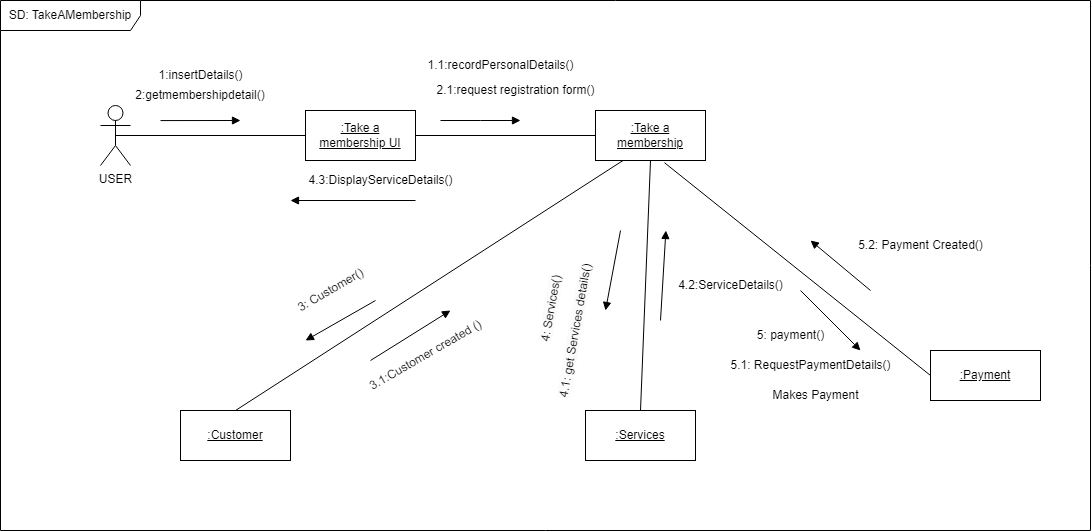 SD: TakeAMembership
1:insertDetails()
2:getmembershipdetail()
1.1:recordPersonalDetails()
2.1:request registration form()
USER
:Take a
membership UI
:Take a
membership
4.3:DisplayServiceDetails()
3: Customer()
3.1:Customer created ()
4: Services()
4.1: get Services details()
4.2:ServiceDetails()
5.2: Payment Created()
5: payment()
5.1: RequestPaymentDetails()
Makes Payment
:Payment
:Customer
:Services